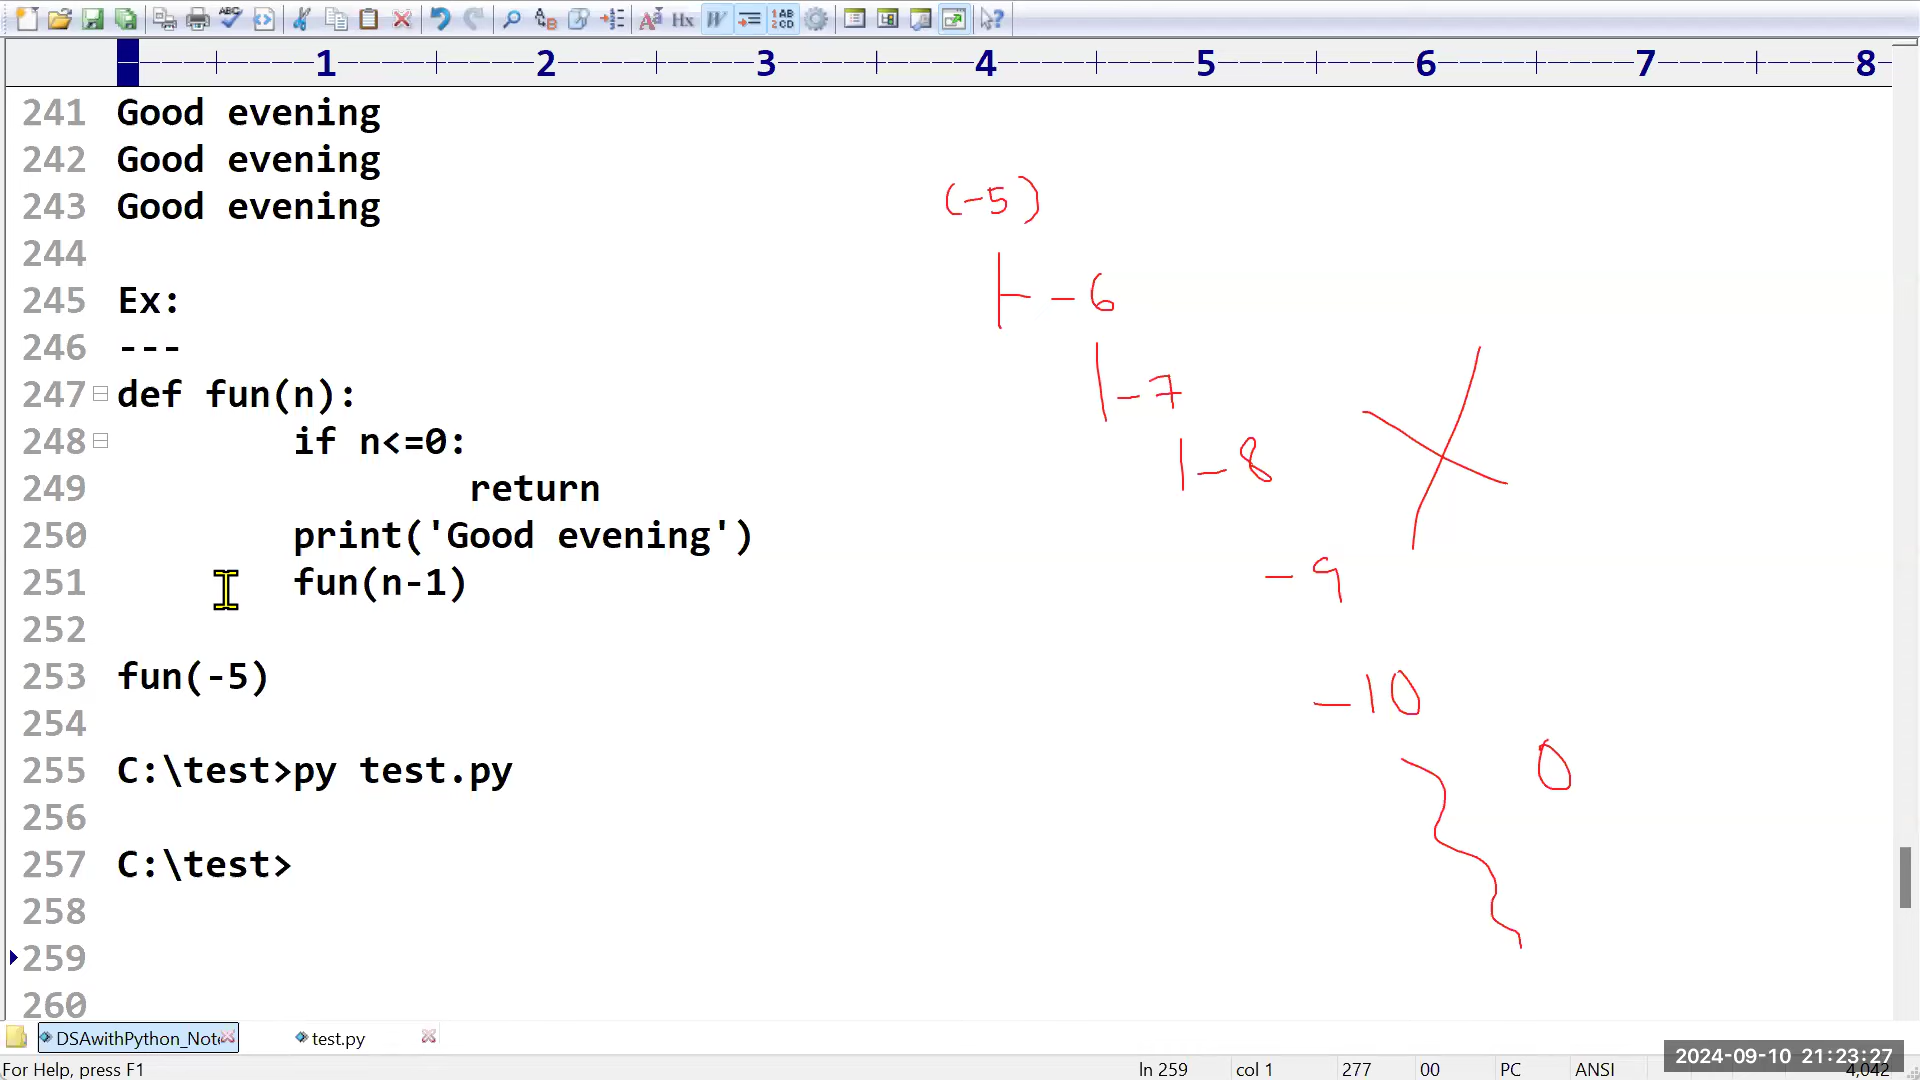 1 2 3 4 5 6 7 8
241 Good evening
242 Good evening
243 Good evening
244
245 Ex:
246 ---
247 def fun(n):
248 if n<=0:
249 return
250 print('Good evening')
251 fun(n-1)
252
253 fun(-5)
254
255 C:\test>py test.py
256
257 C:\test>
258
259
260
(-5)
-6
-7
-8
-9
-10
0
DSAwithPython_Note test.py
For Help, press F1 ln 259 col 1 277 00 PC ANSI 4,042
2024-09-10 21:23:27